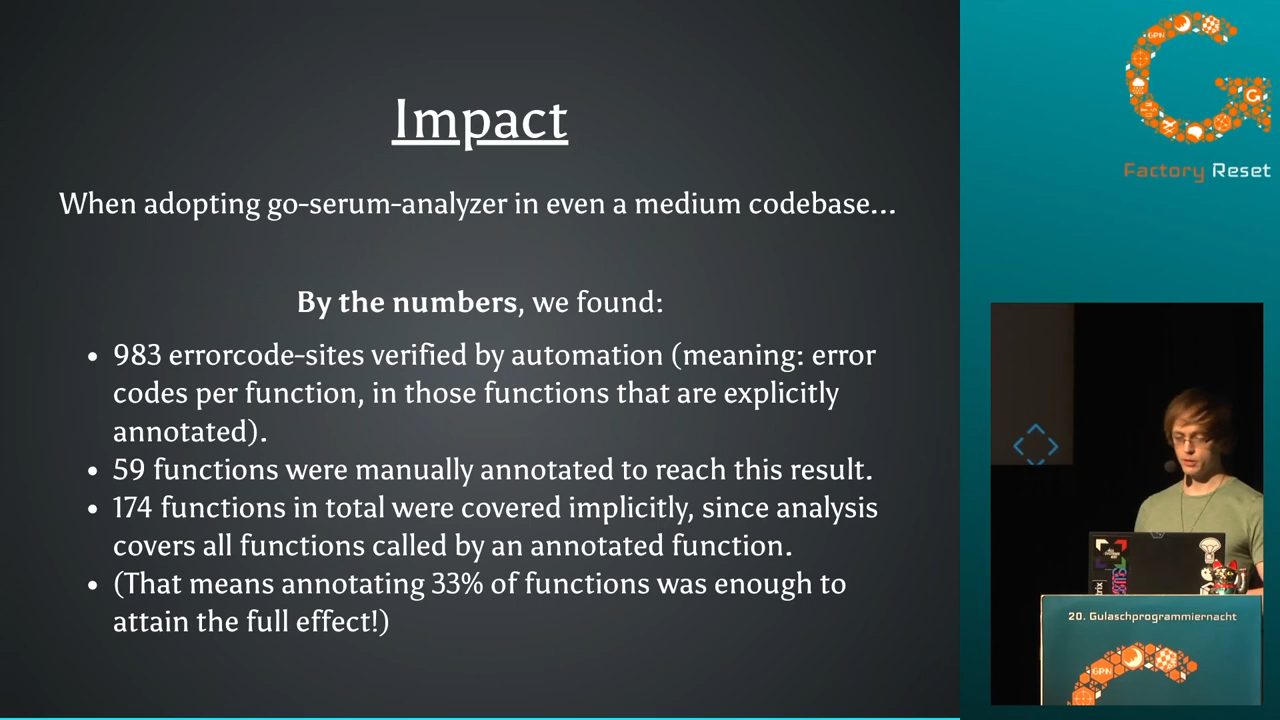 Impact
When adopting go-serum-analyzer in even a medium codebase...
By the numbers, we found:
• 983 errorcode-sites verified by automation (meaning: error
codes per function, in those functions that are explicitly
annotated).
• 59 functions were manually annotated to reach this result.
• 174 functions in total were covered implicitly, since analysis
covers all functions called by an annotated function.
• (That means annotating 33% of functions was enough to
attain the full effect!)
GPN
Factory Reset
20. Gulaschprogrammiernacht
GPN